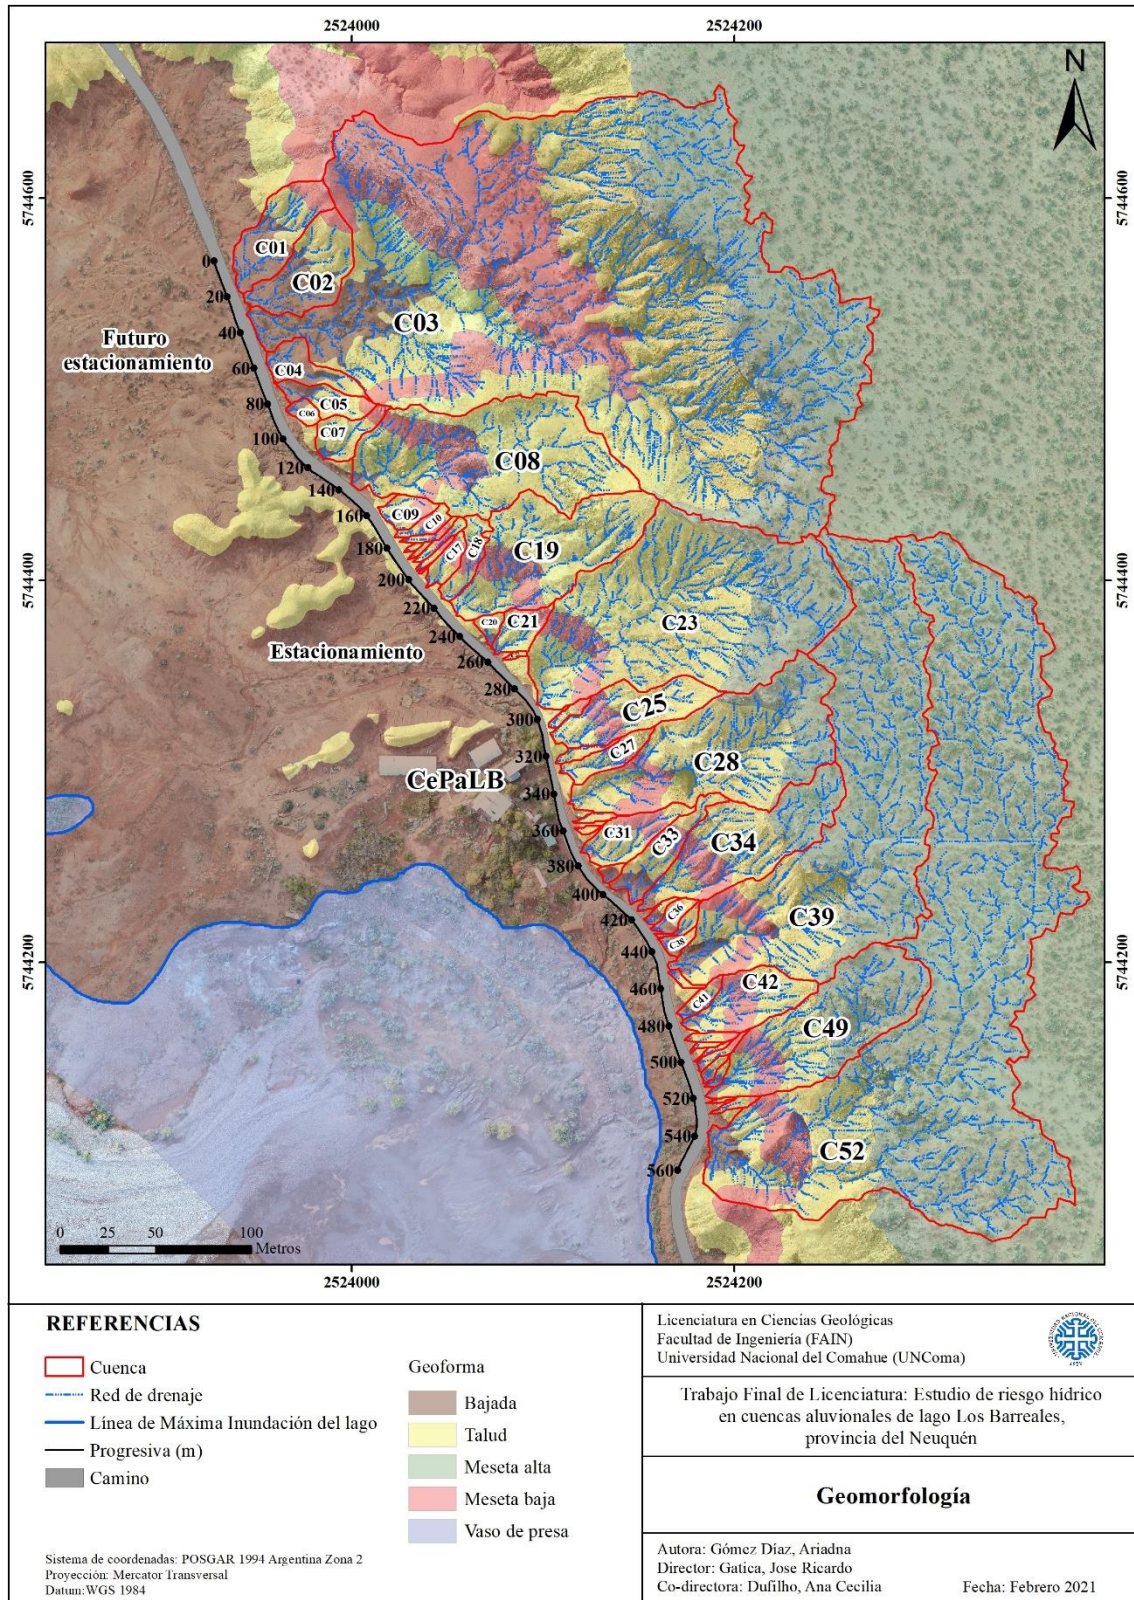 2524000
2524200
N
5744600
5744600
C01
0
C02
20
C03
40
Futuro
estacionamiento
60
C04
80
C05
C06
C07
100
C08
120
140
C09
C10
160
C17
C18
C19
180
5744400
5744400
200
220
C20
C21
C23
240
Estacionamiento
260
280
C25
300
C27
320
C28
CePaLB
340
360
C31
C33
C34
380
400
C36
C39
420
C38
440
5744200
5744200
C42
460
C41
480
C49
500
520
540
C52
560
0 25 50 100
Metros
2524000
2524200
REFERENCIAS
Cuenca
Red de drenaje
Línea de Máxima Inundación del lago
Progresiva (m)
Camino
Geoforma
Bajada
Talud
Meseta alta
Meseta baja
Vaso de presa
Sistema de coordenadas: POSGAR 1994 Argentina Zona 2
Proyección: Mercator Transversal
Datum:WGS 1984
Licenciatura en Ciencias Geológicas
Facultad de Ingeniería (FAIN)
Universidad Nacional del Comahue (UNComa)
Trabajo Final de Licenciatura: Estudio de riesgo hídrico
en cuencas aluvionales de lago Los Barreales,
provincia del Neuquén
Geomorfología
Autora: Gómez Díaz, Ariadna
Director: Gatica, Jose Ricardo
Co-directora: Dufilho, Ana Cecilia
Fecha: Febrero 2021